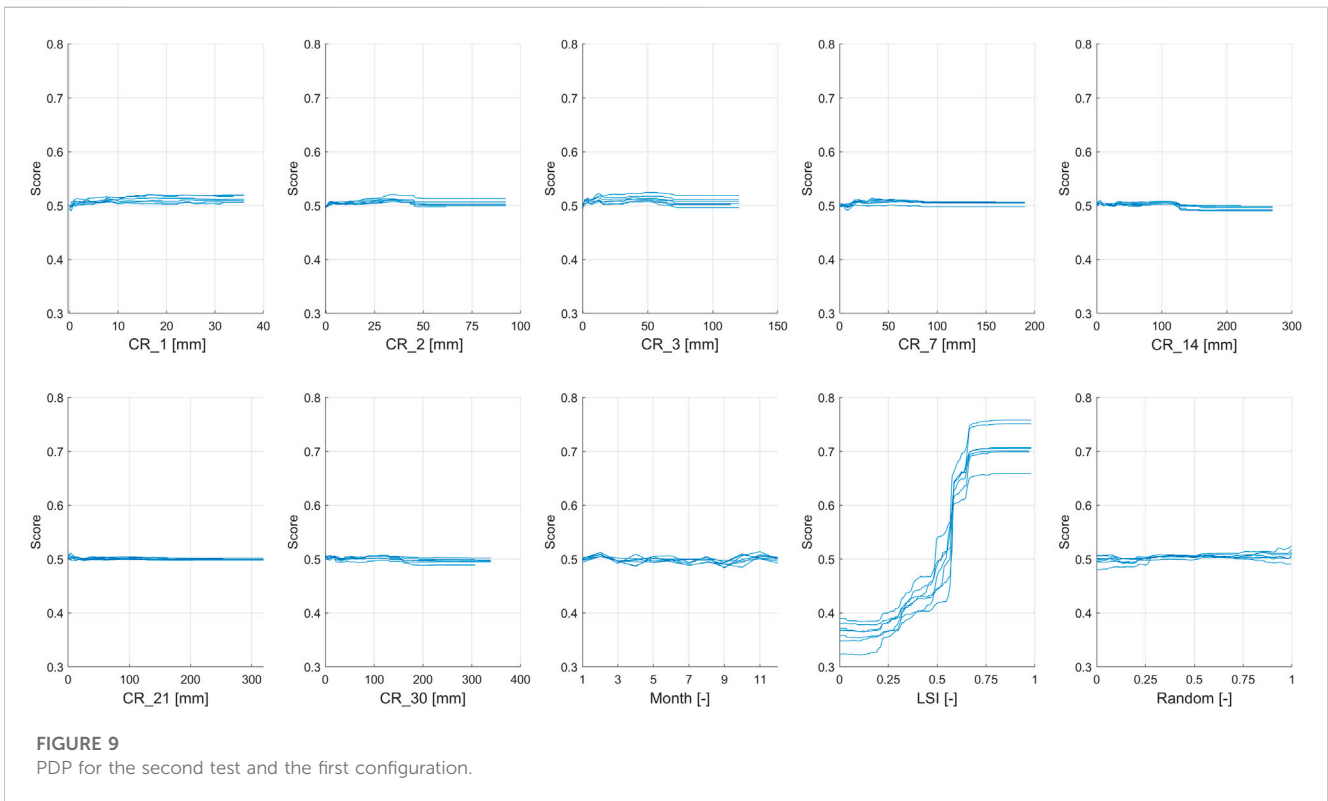 0.8 0.8 0.8 0.8 0.8
0.7 0.7 0.7 0.7 0.7
0.6 0.6 0.6 0.6 0.6
Score Score Score Score Score
0.5 0.5 0.5 0.5 0.5
0.4 0.4 0.4 0.4 0.4
0.3 0.3 0.3 0.3 0.3
0 10 20 30 40 0 25 50 75 100 0 50 100 150 0 50 100 150 200 0 100 200 300
CR_1 [mm] CR_2 [mm] CR_3 [mm] CR_7 [mm] CR_14 [mm]
0.8 0.8 0.8 0.8 0.8
0.7 0.7 0.7 0.7 0.7
0.6 0.6 0.6 0.6 0.6
Score Score Score Score Score
0.5 0.5 0.5 0.5 0.5
0.4 0.4 0.4 0.4 0.4
0.3 0.3 0.3 0.3 0.3
0 100 200 300 0 100 200 300 400 1 3 5 7 9 11 0 0.25 0.5 0.75 1 0 0.25 0.5 0.75 1
CR_21 [mm] CR_30 [mm] Month [-] LSI [-] Random [-]
FIGURE 9
PDP for the second test and the first configuration.